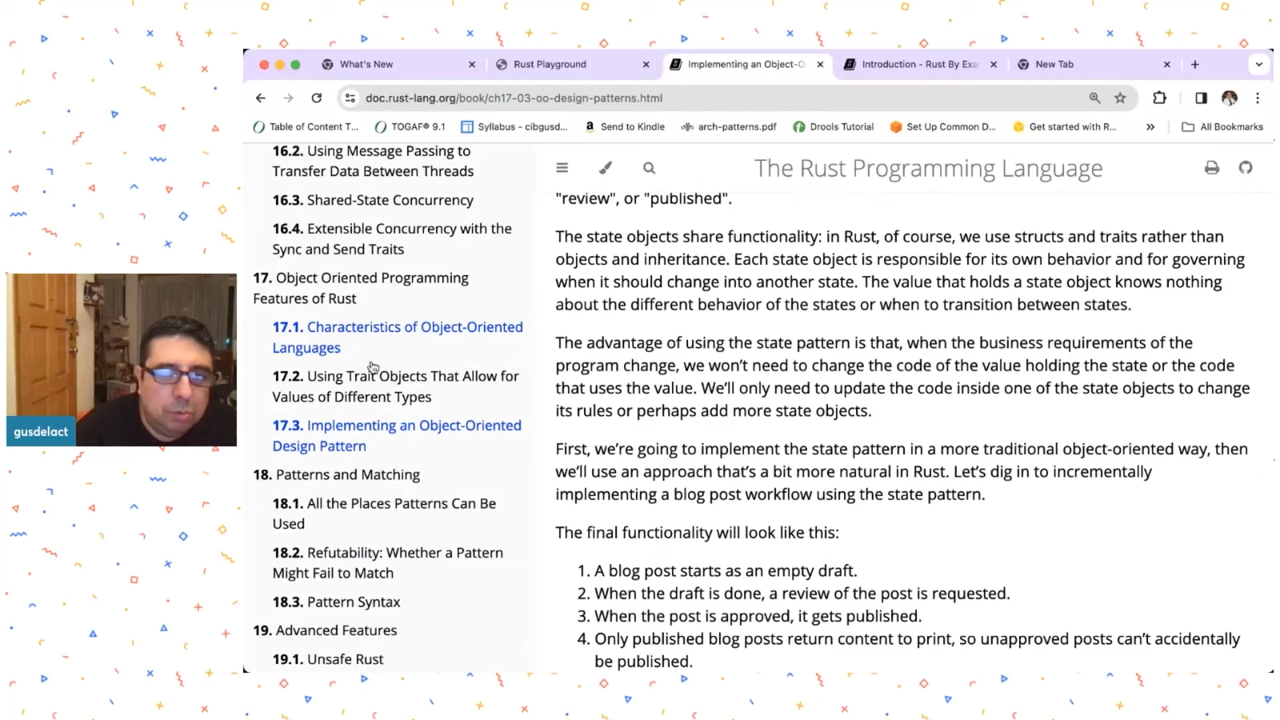 What's New
Rust Playground
Implementing an Object-O
Introduction - Rust By Exa
New Tab
doc.rust-lang.org/book/ch17-03-oo-design-patterns.html
Table of Content T...
TOGAF® 9.1
Syllabus - cibgusd...
Send to Kindle
arch-patterns.pdf
Drools Tutorial
Set Up Common D...
Get started with R...
All Bookmarks
16.2. Using Message Passing to
Transfer Data Between Threads
16.3. Shared-State Concurrency
16.4. Extensible Concurrency with the
Sync and Send Traits
17. Object Oriented Programming
Features of Rust
17.1. Characteristics of Object-Oriented
Languages
17.2. Using Trait Objects That Allow for
Values of Different Types
17.3. Implementing an Object-Oriented
Design Pattern
18. Patterns and Matching
18.1. All the Places Patterns Can Be
Used
18.2. Refutability: Whether a Pattern
Might Fail to Match
18.3. Pattern Syntax
19. Advanced Features
19.1. Unsafe Rust
The Rust Programming Language
"review", or "published".
The state objects share functionality: in Rust, of course, we use structs and traits rather than
objects and inheritance. Each state object is responsible for its own behavior and for governing
when it should change into another state. The value that holds a state object knows nothing
about the different behavior of the states or when to transition between states.
The advantage of using the state pattern is that, when the business requirements of the
program change, we won't need to change the code of the value holding the state or the code
that uses the value. We'll only need to update the code inside one of the state objects to change
its rules or perhaps add more state objects.
First, we're going to implement the state pattern in a more traditional object-oriented way, then
we'll use an approach that's a bit more natural in Rust. Let's dig in to incrementally
implementing a blog post workflow using the state pattern.
The final functionality will look like this:
1. A blog post starts as an empty draft.
2. When the draft is done, a review of the post is requested.
3. When the post is approved, it gets published.
4. Only published blog posts return content to print, so unapproved posts can't accidentally
be published.
gusdelact